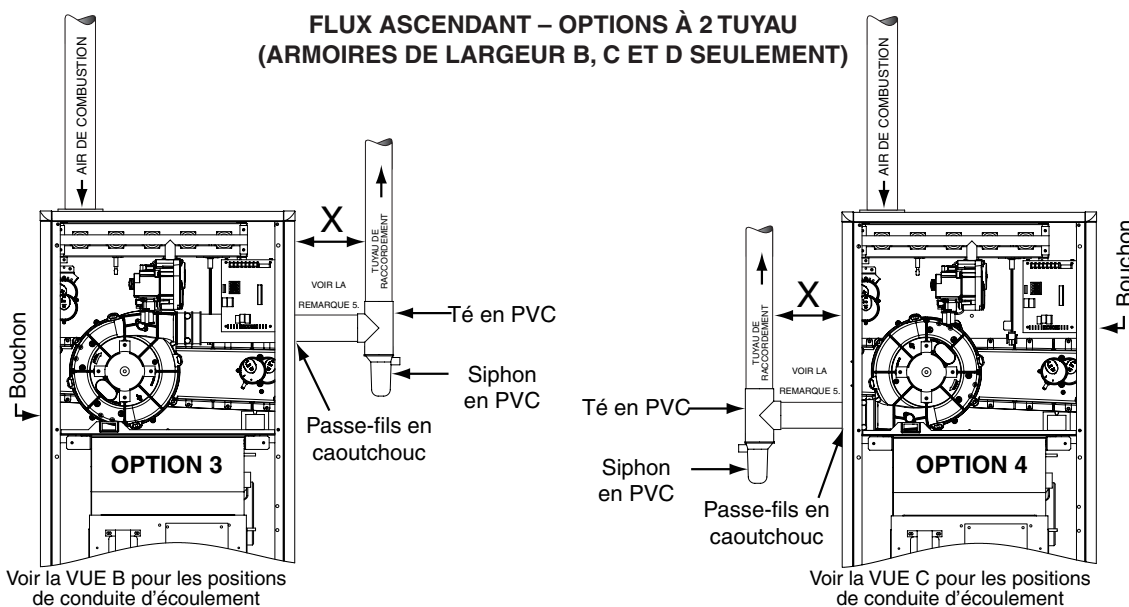 FLUX ASCENDANT – OPTIONS À 2 TUYAU
(ARMOIRES DE LARGEUR B, C ET D SEULEMENT)
AIR DE COMBUSTION
X
TUYAU DE
RACCORDEMENT
VOIR LA
REMARQUE 5.
Té en PVC
Siphon
en PVC
Passe-fils en
caoutchouc
Bouchon
OPTION 3
Voir la VUE B pour les positions
de conduite d'écoulement
AIR DE COMBUSTION
X
TUYAU DE
RACCORDEMENT
VOIR LA
REMARQUE 5.
Té en PVC
Siphon
en PVC
Passe-fils en
caoutchouc
Bouchon
OPTION 4
Voir la VUE C pour les positions
de conduite d'écoulement